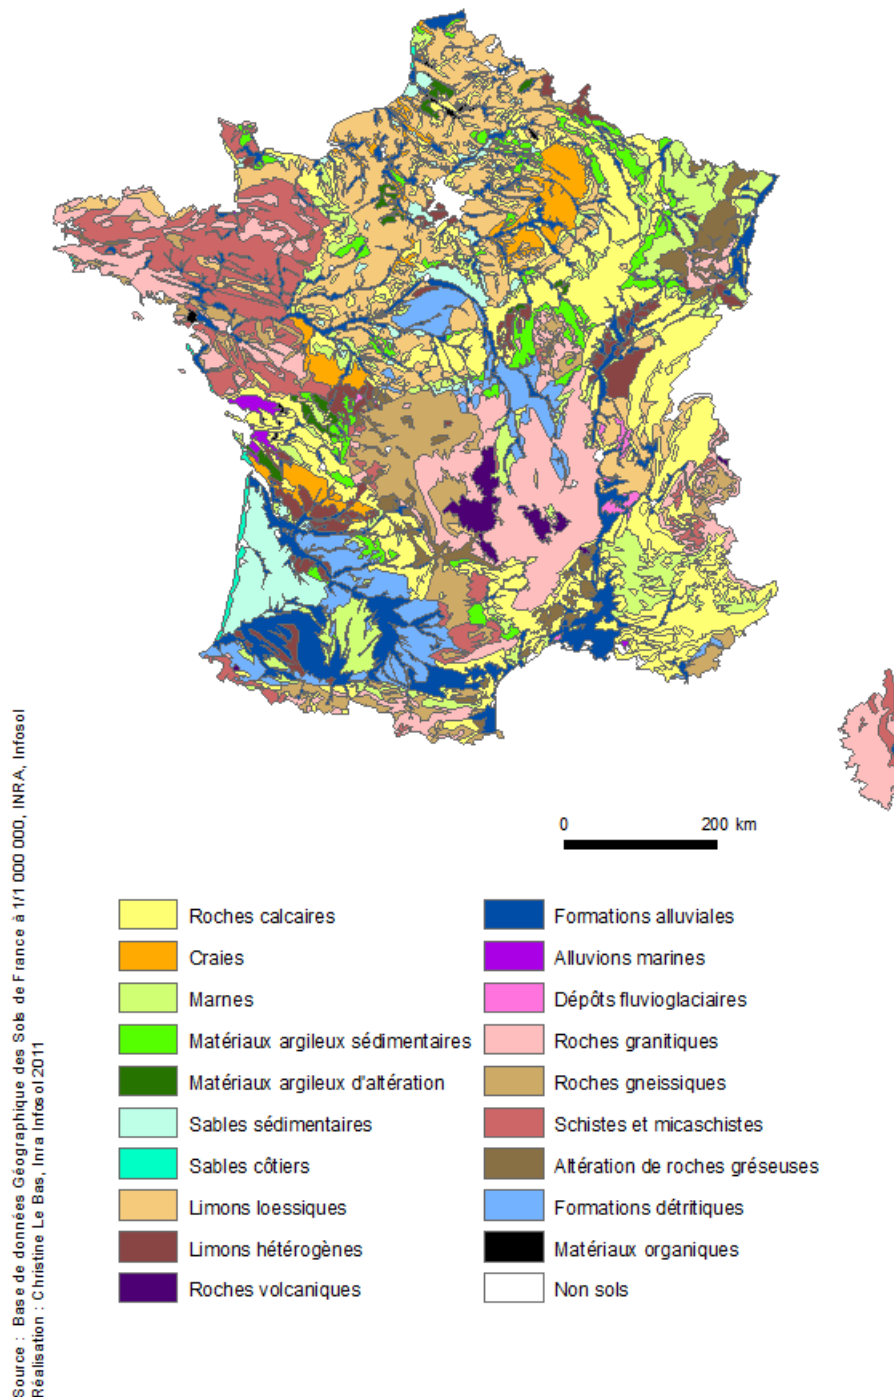 0 200 km
Roches calcaires
Craies
Marnes
Matériaux argileux sédimentaires
Matériaux argileux d'altération
Sables sédimentaires
Sables côtiers
Limons loessiques
Limons hétérogènes
Roches volcaniques
Formations alluviales
Alluvions marines
Dépôts fluvioglaciaires
Roches granitiques
Roches gneissiques
Schistes et micaschistes
Altération de roches gréseuses
Formations détritiques
Matériaux organiques
Non sols
Source : Base de données Géographique des Sols de France à 1/1 000 000, INRA, Infosol
Réalisation : Christine Le Bas, Inra Infosol 2011